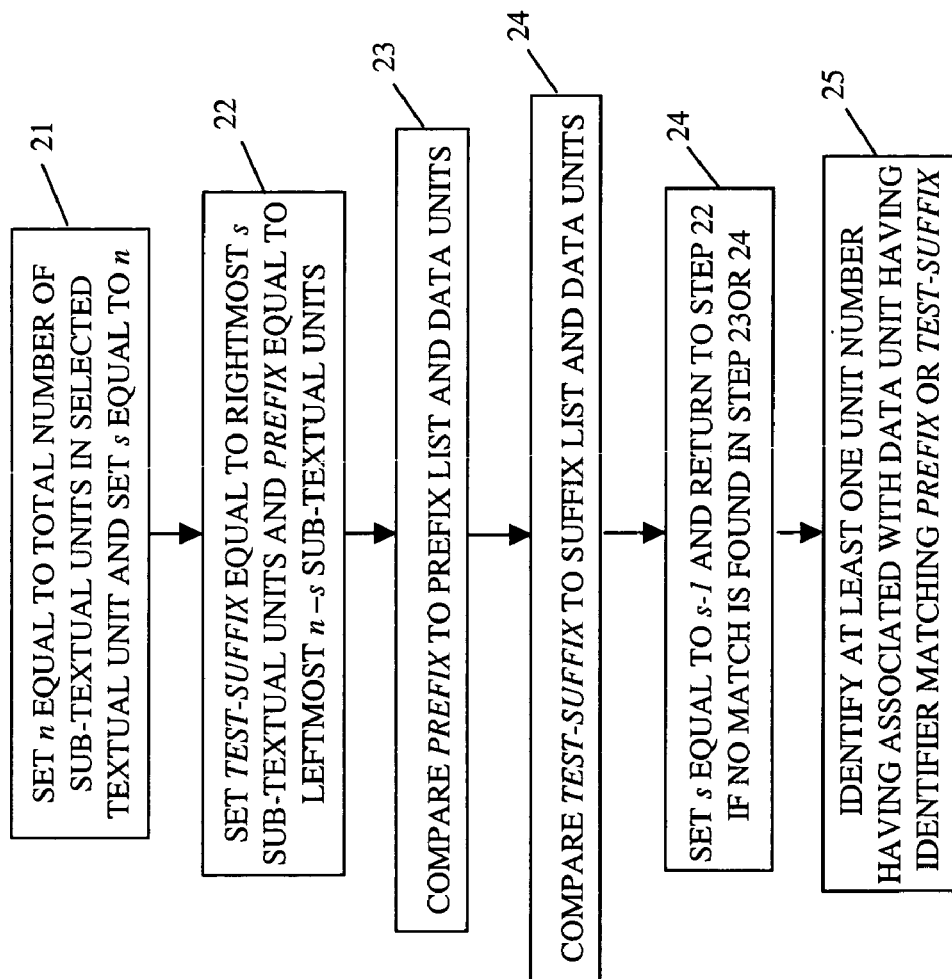 21
SET n EQUAL TO TOTAL NUMBER OF
SUB-TEXTUAL UNITS IN SELECTED
TEXTUAL UNIT AND SET s EQUAL TO n
22
SET TEST-SUFFIX EQUAL TO RIGHTMOST s
SUB-TEXTUAL UNITS AND PREFIX EQUAL TO
LEFTMOST n –s SUB-TEXTUAL UNITS
23
COMPARE PREFIX TO PREFIX LIST AND DATA UNITS
24
COMPARE TEST-SUFFIX TO SUFFIX LIST AND DATA UNITS
24
SET s EQUAL TO s-1 AND RETURN TO STEP 22
IF NO MATCH IS FOUND IN STEP 23OR 24
25
IDENTIFY AT LEAST ONE UNIT NUMBER
HAVING ASSOCIATED WITH DATA UNIT HAVING
IDENTIFIER MATCHING PREFIX OR TEST-SUFFIX